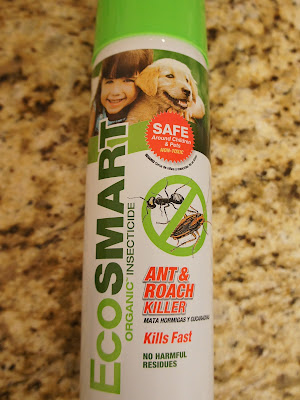 ECOSMART
ORGANIC™ INSECTICIDE
SAFE
Around Children
& Pets
NON-TOXIC
ANT &
ROACH
KILLER
MATA HORMIGAS Y CUCARACHAS
Kills Fast
NO HARMFUL
RESIDUES